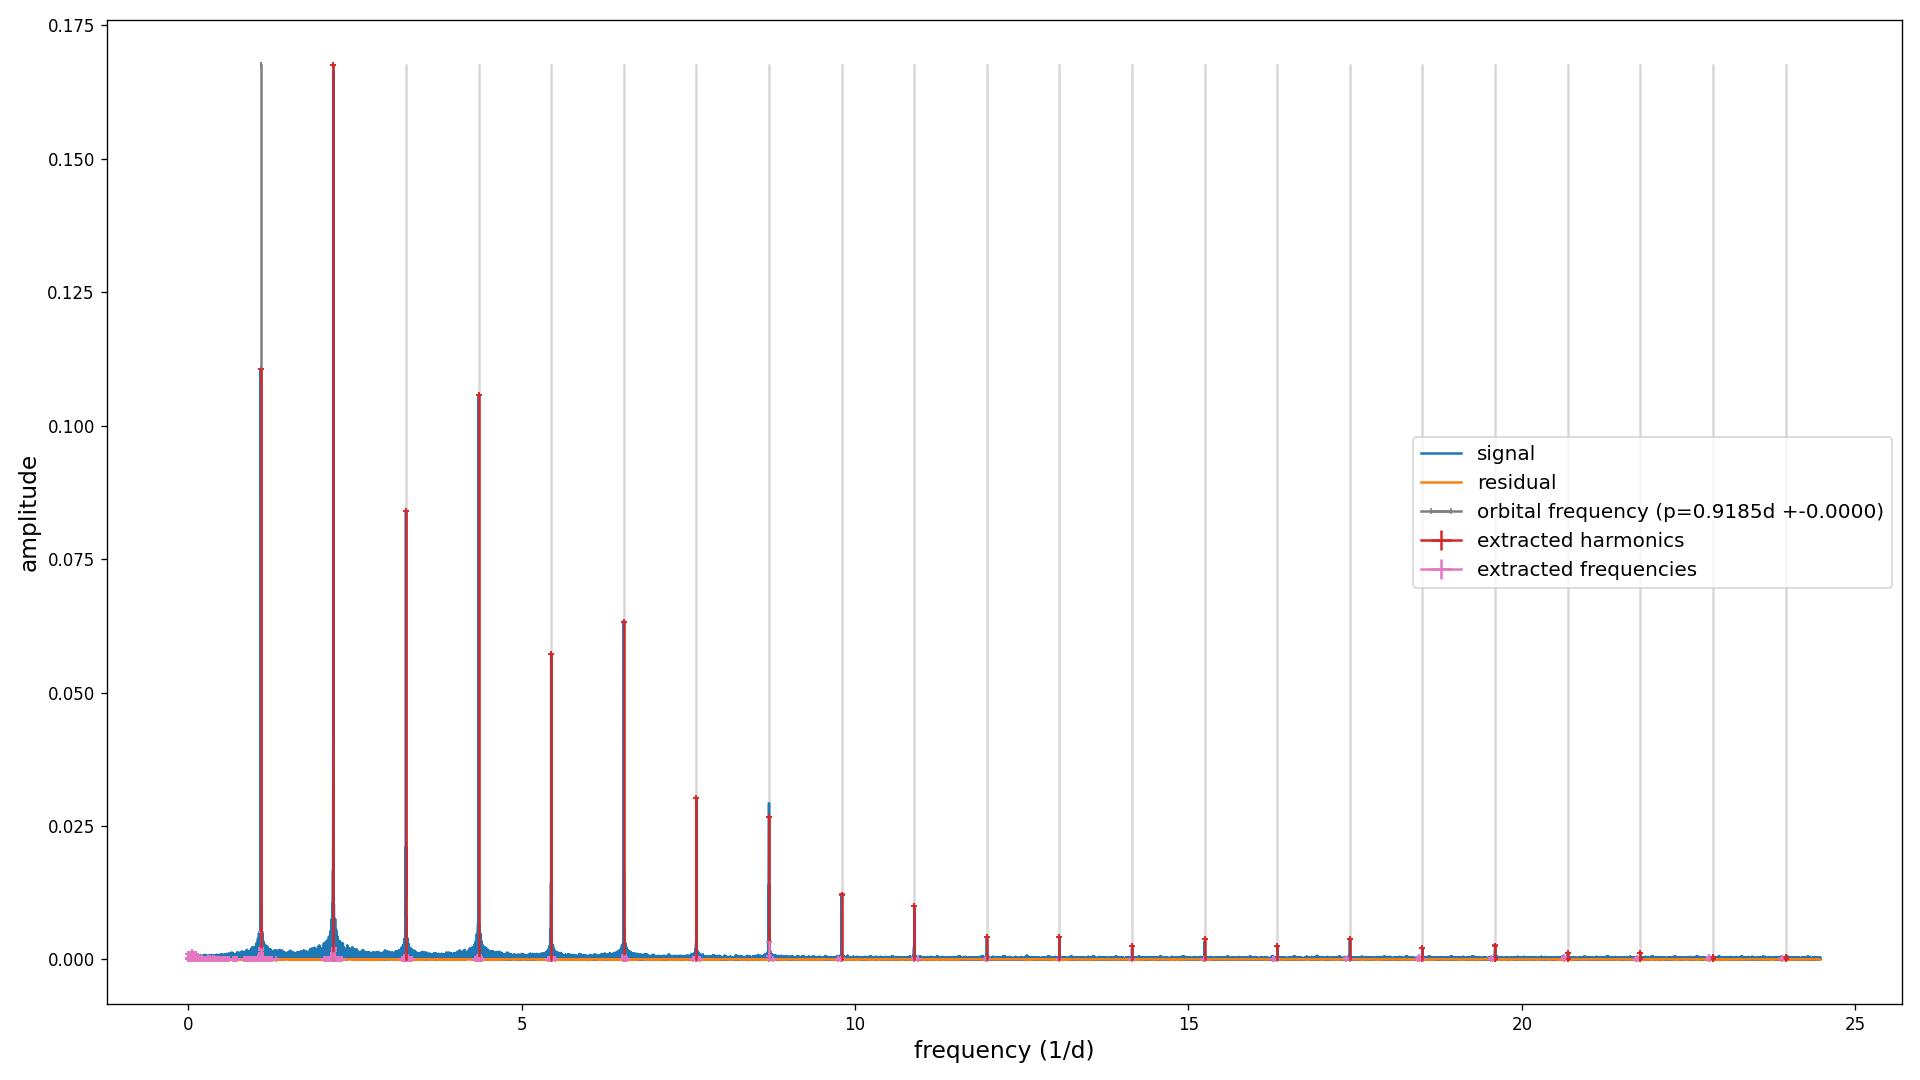 0.175
0.150
0.125
0.100
0.075
0.050
0.025
0.000
amplitude
signal
residual
orbital frequency (p=0.9185d +-0.0000)
extracted harmonics
extracted frequencies
0 5 10 15 20 25
frequency (1/d)